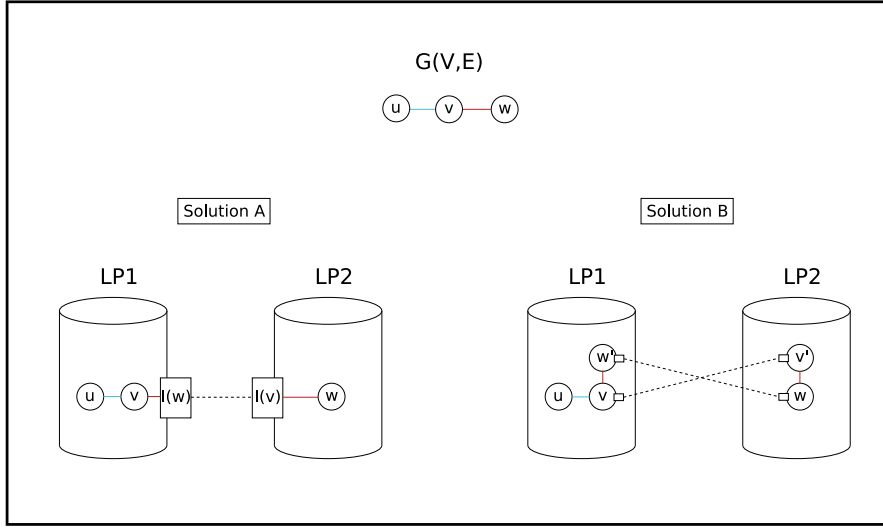 G(V,E)
u v w
Solution A
Solution B
LP1
LP2
LP1
LP2
w'
v'
u v I(w) I(v) w
u v w